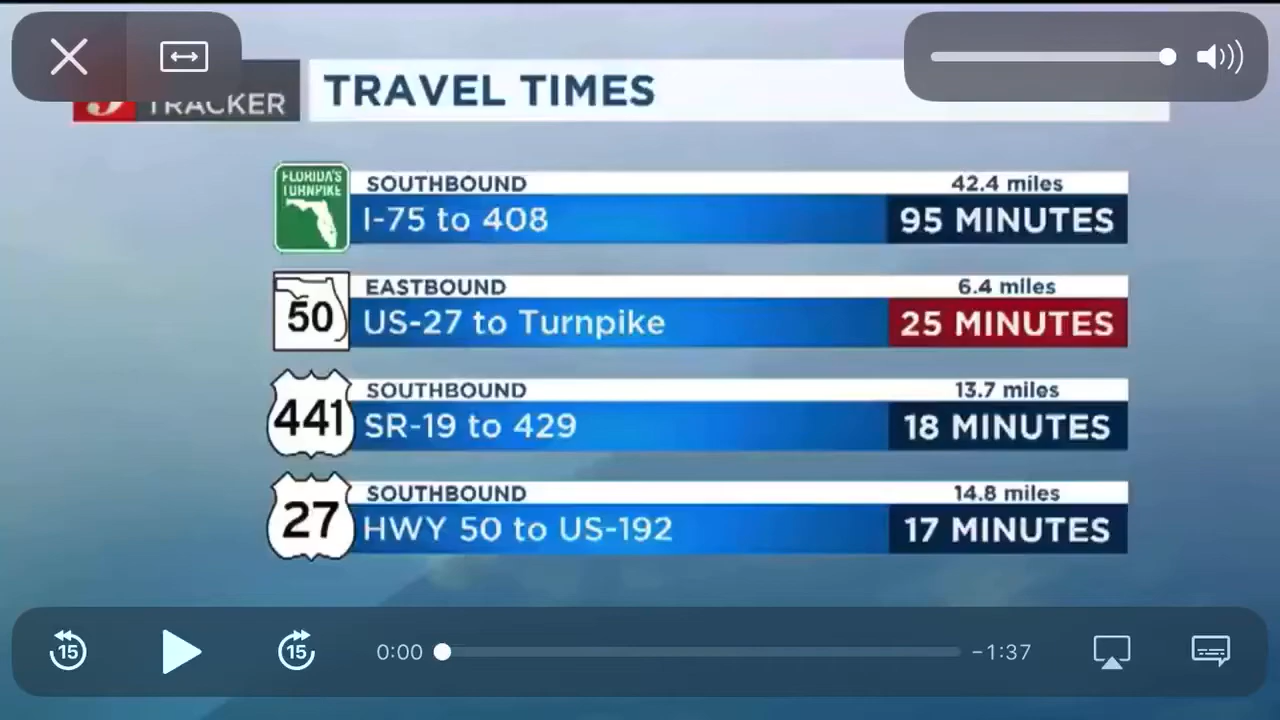 TRACKER
TRAVEL TIMES
FLORIDA'S
TURNPIKE
SOUTHBOUND
42.4 miles
I-75 to 408
95 MINUTES
50
EASTBOUND
6.4 miles
US-27 to Turnpike
25 MINUTES
441
SOUTHBOUND
13.7 miles
SR-19 to 429
18 MINUTES
27
SOUTHBOUND
14.8 miles
HWY 50 to US-192
17 MINUTES
15
15
0:00
−1:37